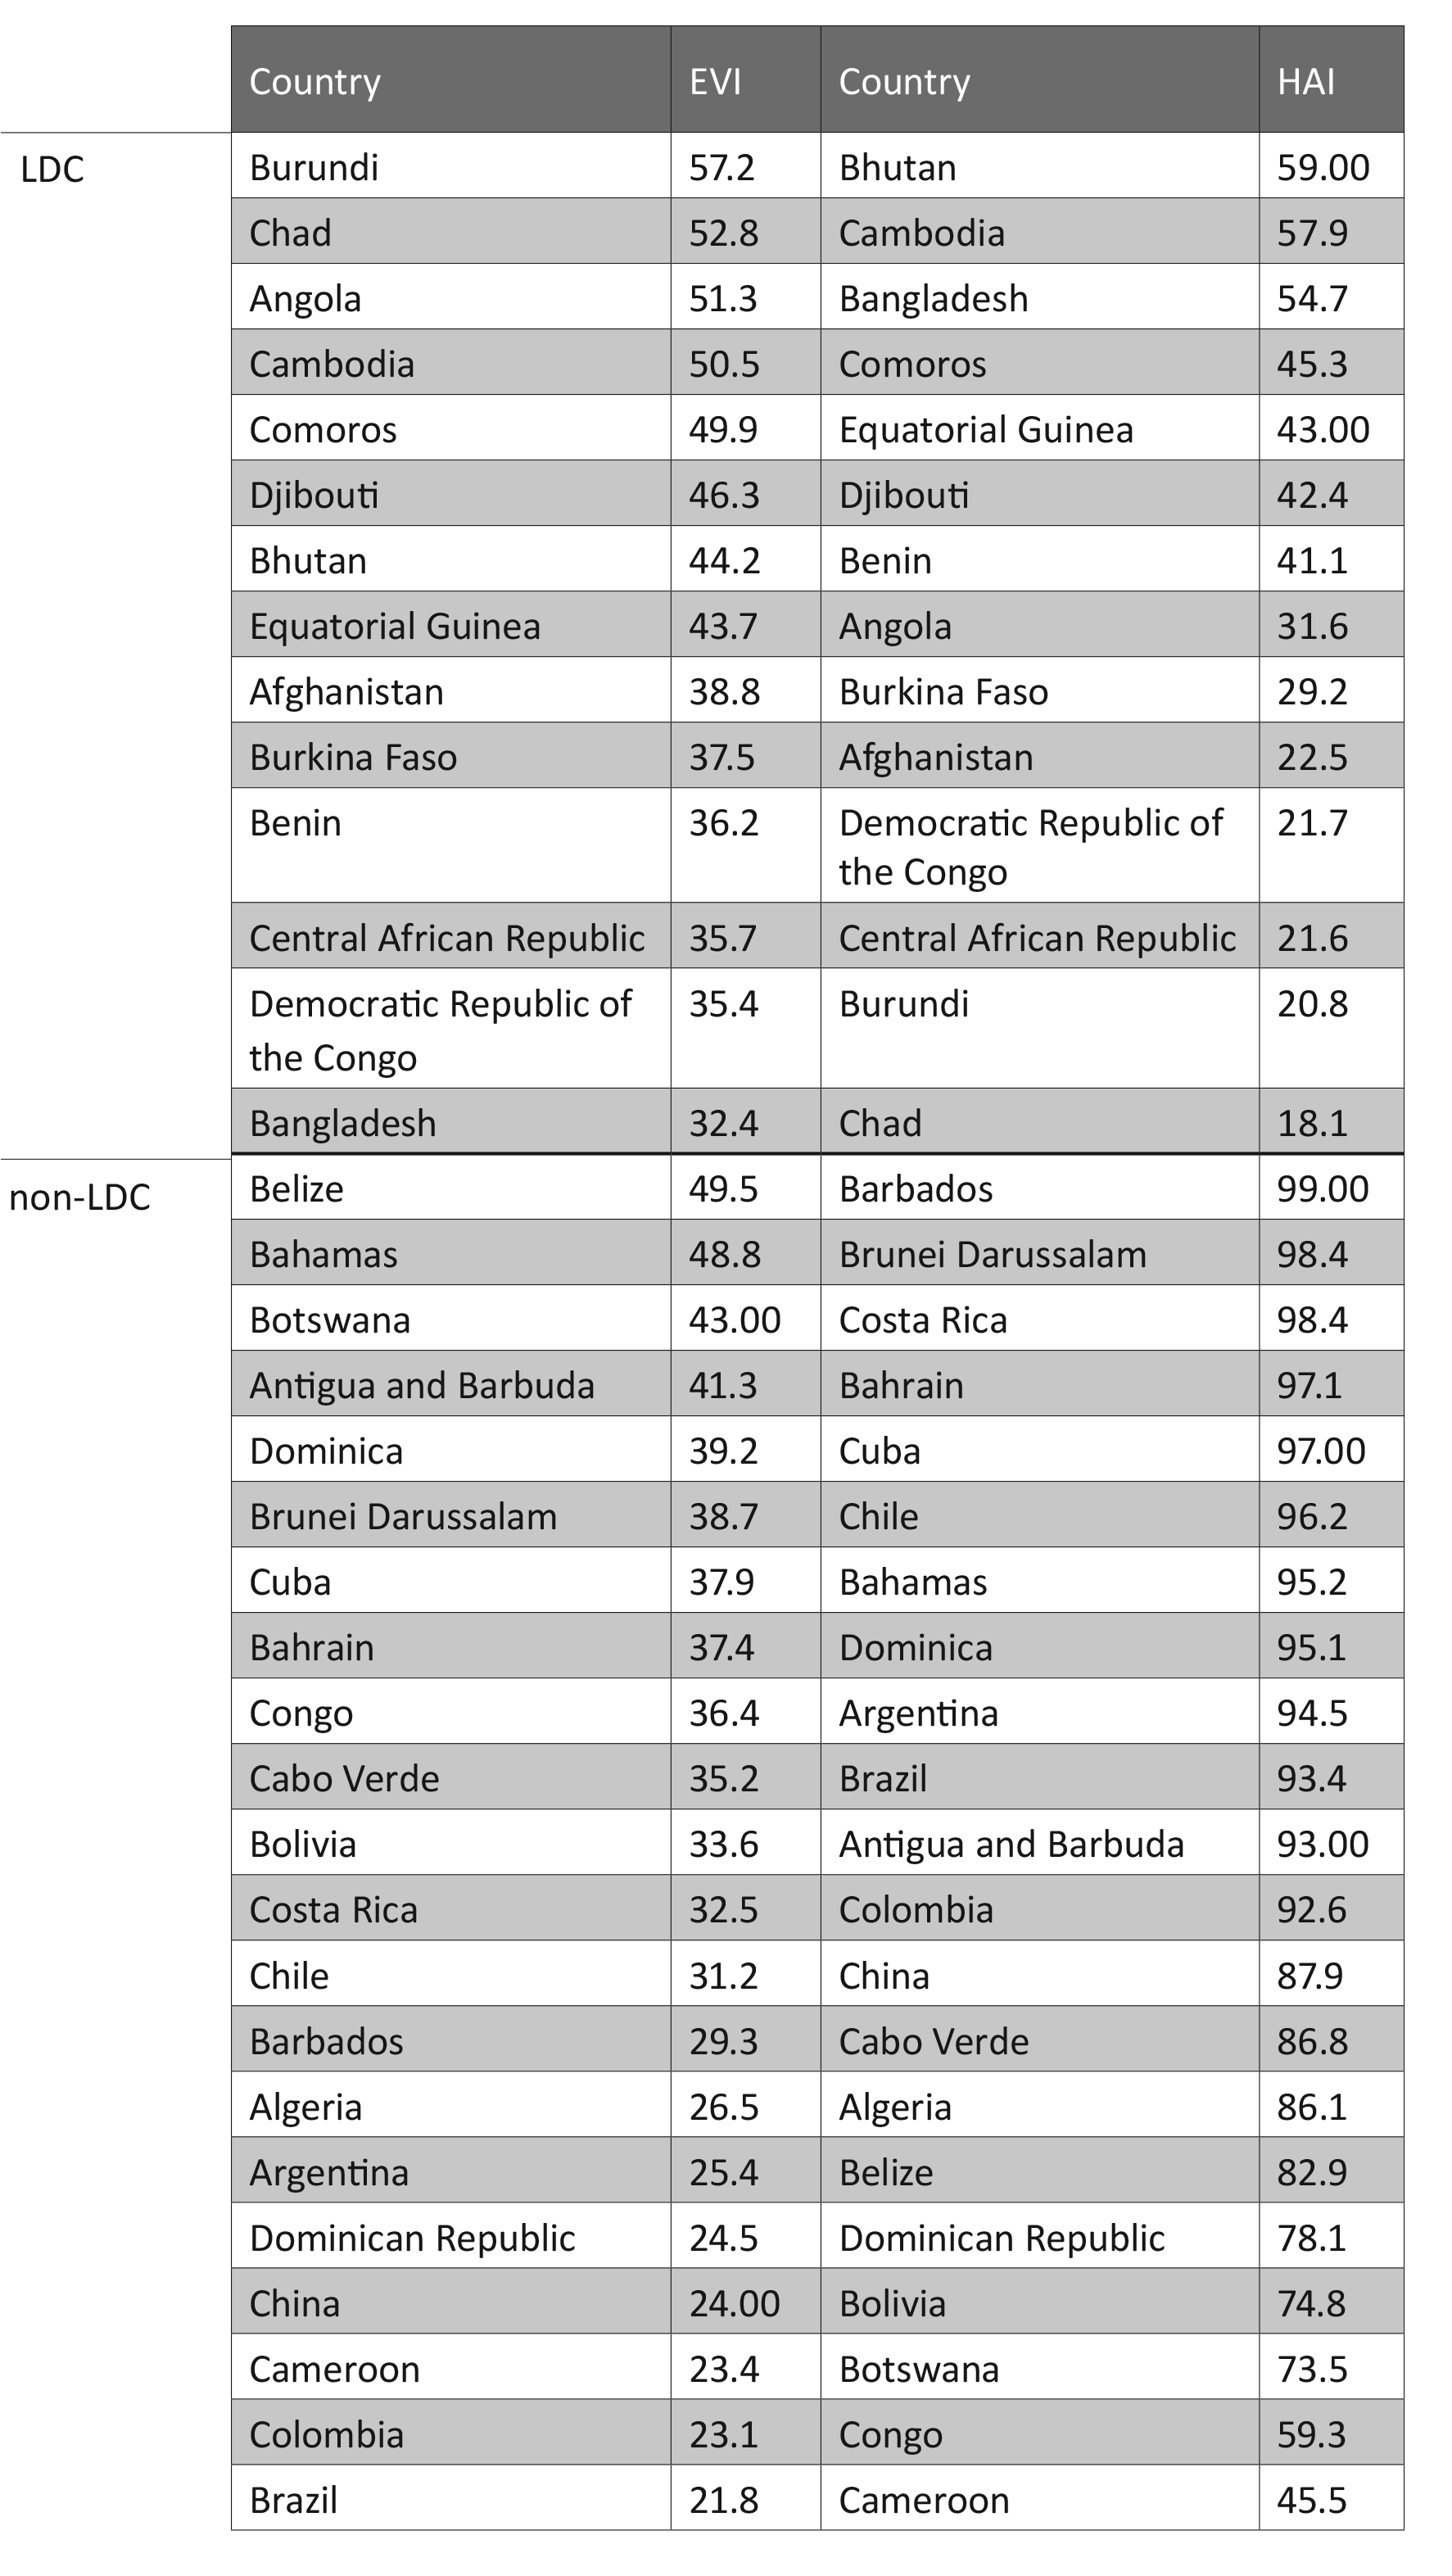 Country EVI Country HAI
LDC Burundi 57.2 Bhutan 59.00
Chad 52.8 Cambodia 57.9
Angola 51.3 Bangladesh 54.7
Cambodia 50.5 Comoros 45.3
Comoros 49.9 Equatorial Guinea 43.00
Djibouti 46.3 Djibouti 42.4
Bhutan 44.2 Benin 41.1
Equatorial Guinea 43.7 Angola 31.6
Afghanistan 38.8 Burkina Faso 29.2
Burkina Faso 37.5 Afghanistan 22.5
Benin 36.2 Democratic Republic of 21.7
the Congo
Central African Republic 35.7 Central African Republic 21.6
Democratic Republic of 35.4 Burundi 20.8
the Congo
Bangladesh 32.4 Chad 18.1
non-LDC Belize 49.5 Barbados 99.00
Bahamas 48.8 Brunei Darussalam 98.4
Botswana 43.00 Costa Rica 98.4
Antigua and Barbuda 41.3 Bahrain 97.1
Dominica 39.2 Cuba 97.00
Brunei Darussalam 38.7 Chile 96.2
Cuba 37.9 Bahamas 95.2
Bahrain 37.4 Dominica 95.1
Congo 36.4 Argentina 94.5
Cabo Verde 35.2 Brazil 93.4
Bolivia 33.6 Antigua and Barbuda 93.00
Costa Rica 32.5 Colombia 92.6
Chile 31.2 China 87.9
Barbados 29.3 Cabo Verde 86.8
Algeria 26.5 Algeria 86.1
Argentina 25.4 Belize 82.9
Dominican Republic 24.5 Dominican Republic 78.1
China 24.00 Bolivia 74.8
Cameroon 23.4 Botswana 73.5
Colombia 23.1 Congo 59.3
Brazil 21.8 Cameroon 45.5